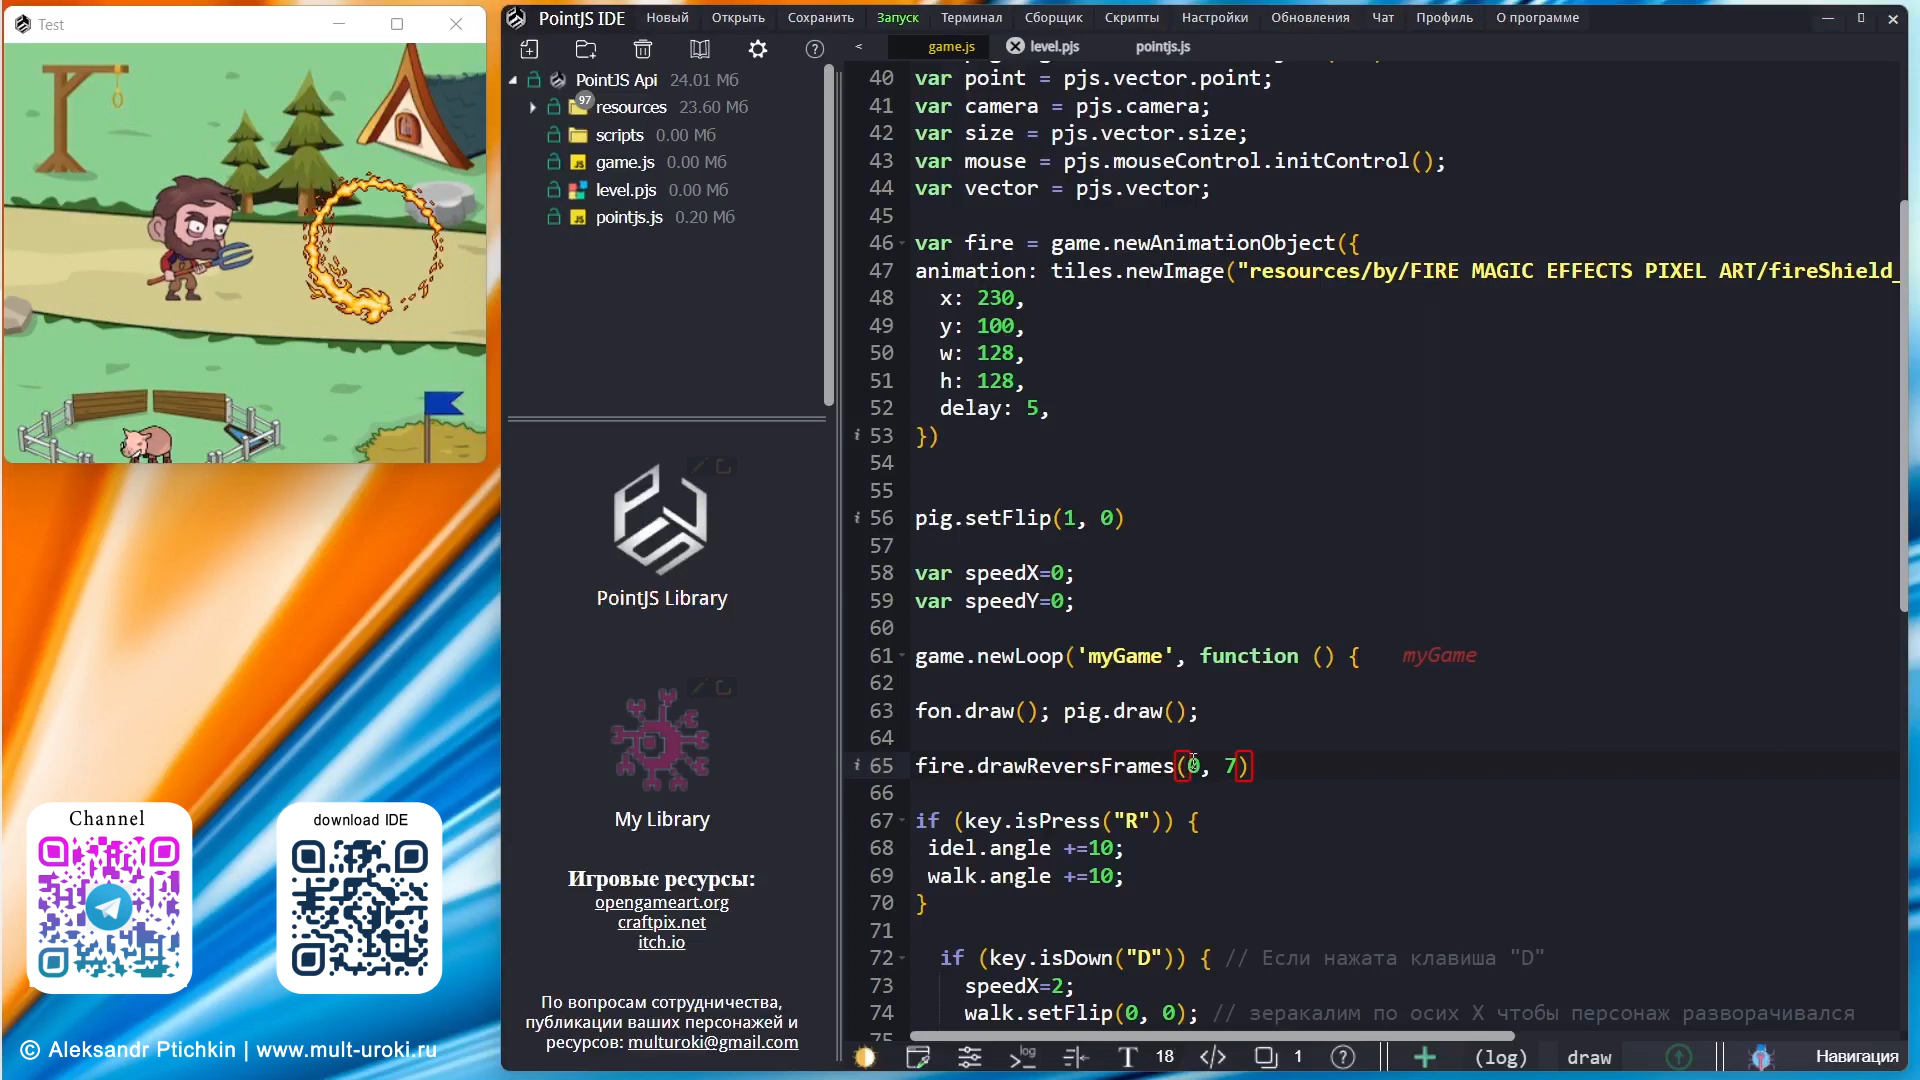 Test
Channel
download IDE
© Aleksandr Ptichkin | www.mult-uroki.ru
PointJS IDE
Новый
Открыть
Сохранить
Запуск
Терминал
Сборщик
Скрипты
Настройки
Обновления
Чат
Профиль
О программе
PointJS Api 24.01 Мб
97
resources 23.60 Мб
scripts 0.00 Мб
game.js 0.00 Мб
level.pjs 0.00 Мб
pointjs.js 0.20 Мб
PointJS Library
My Library
Игровые ресурсы:
opengameart.org
craftpix.net
itch.io
По вопросам сотрудничества,
публикации ваших персонажей и
ресурсов: multuroki@gmail.com
< game.js level.pjs pointjs.js
40 var point = pjs.vector.point;
41 var camera = pjs.camera;
42 var size = pjs.vector.size;
43 var mouse = pjs.mouseControl.initControl();
44 var vector = pjs.vector;
45
46 var fire = game.newAnimationObject({
47 animation: tiles.newImage("resources/by/FIRE MAGIC EFFECTS PIXEL ART/fireShield_
48 x: 230,
49 y: 100,
50 w: 128,
51 h: 128,
52 delay: 5,
53 })
54
55
56 pig.setFlip(1, 0)
57
58 var speedX=0;
59 var speedY=0;
60
61 game.newLoop('myGame', function () { myGame
62
63 fon.draw(); pig.draw();
64
65 fire.drawReversFrames(0, 7)
66
67 if (key.isPress("R")) {
68 idel.angle +=10;
69 walk.angle +=10;
70 }
71
72 if (key.isDown("D")) { // Если нажата клавиша "D"
73 speedX=2;
74 walk.setFlip(0, 0); // зеракалим по осих X чтобы персонаж разворачивался
75
log T 18 </> 1 + (log) draw Навигация